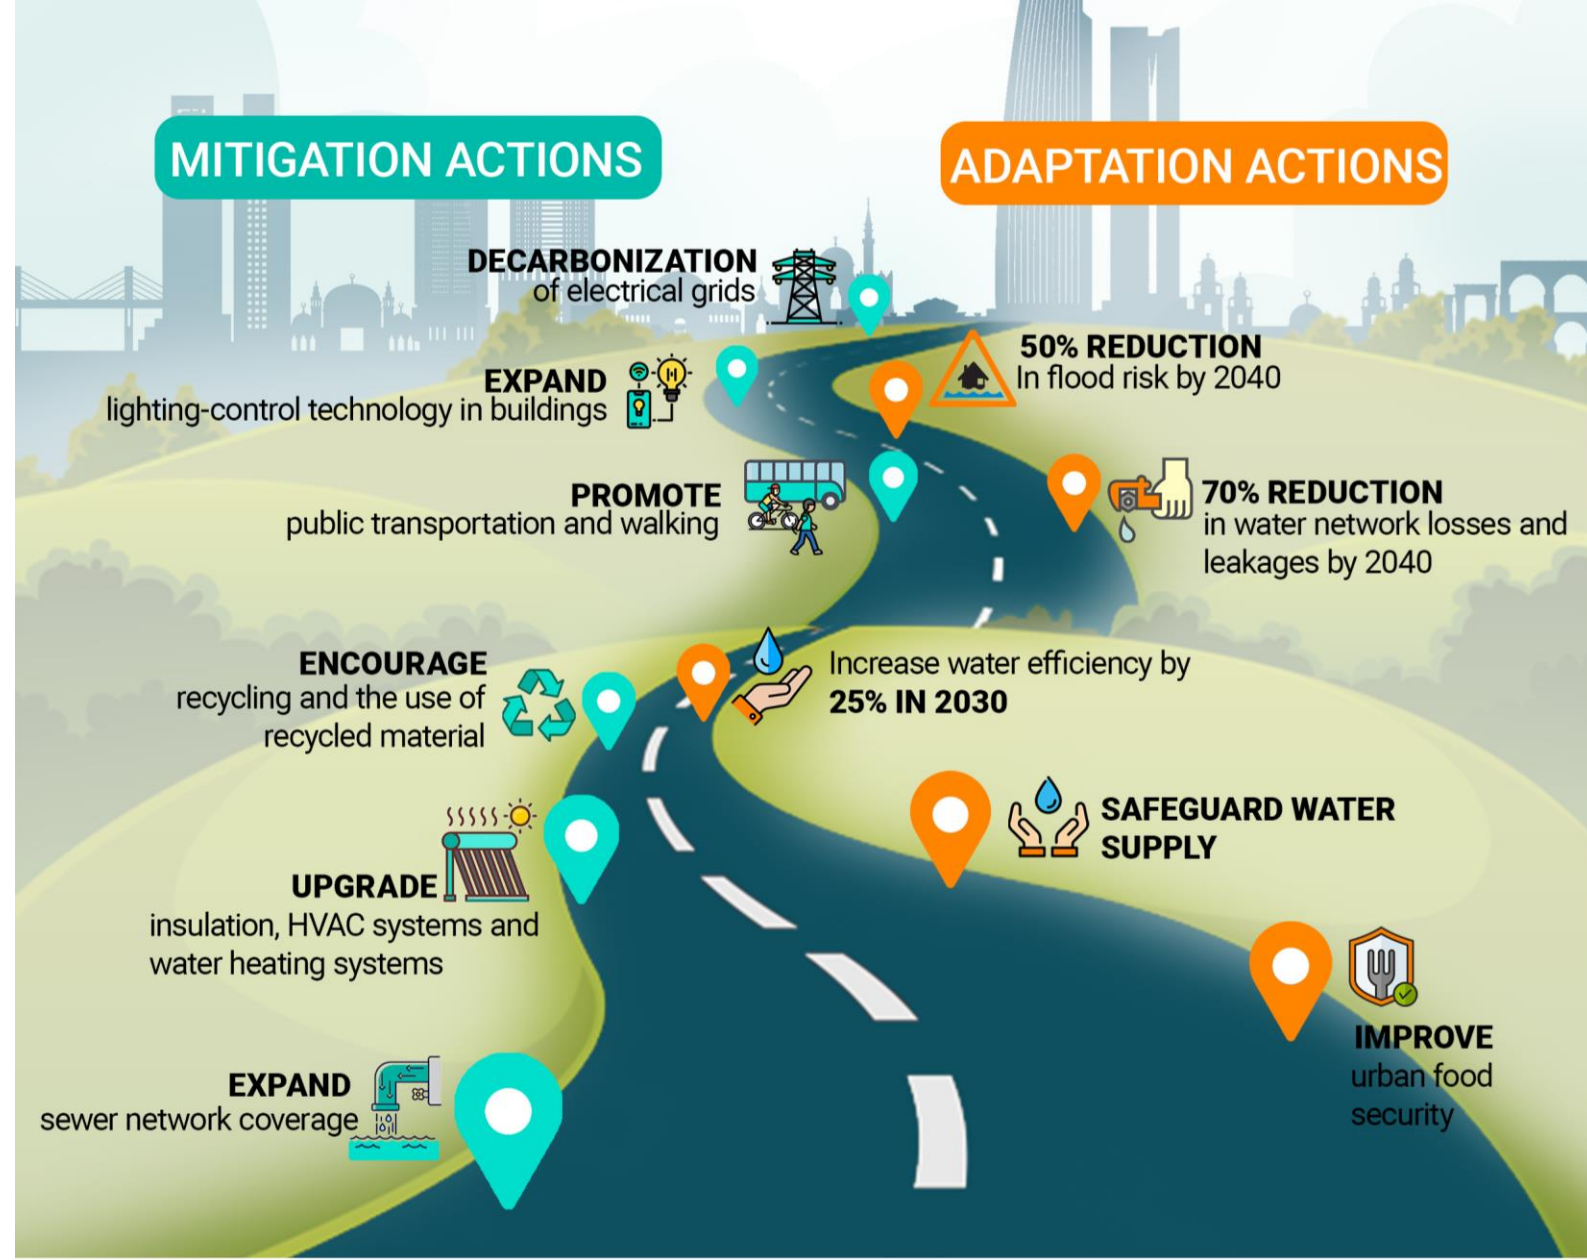 MITIGATION ACTIONS
DECARBONIZATION
of electrical grids
EXPAND
lighting-control technology in buildings
PROMOTE
public transportation and walking
ENCOURAGE
recycling and the use of
recycled material
UPGRADE
insulation, HVAC systems and
water heating systems
EXPAND
sewer network coverage
ADAPTATION ACTIONS
50% REDUCTION
In flood risk by 2040
70% REDUCTION
in water network losses and
leakages by 2040
Increase water efficiency by
25% IN 2030
SAFEGUARD WATER
SUPPLY
IMPROVE
urban food
security